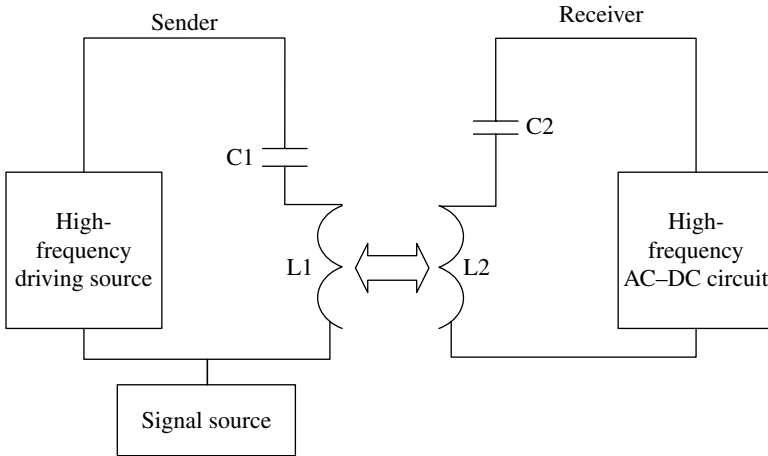 Sender
Receiver
C1
C2
High-
frequency
driving source
L1
L2
High-
frequency
AC–DC circuit
Signal source